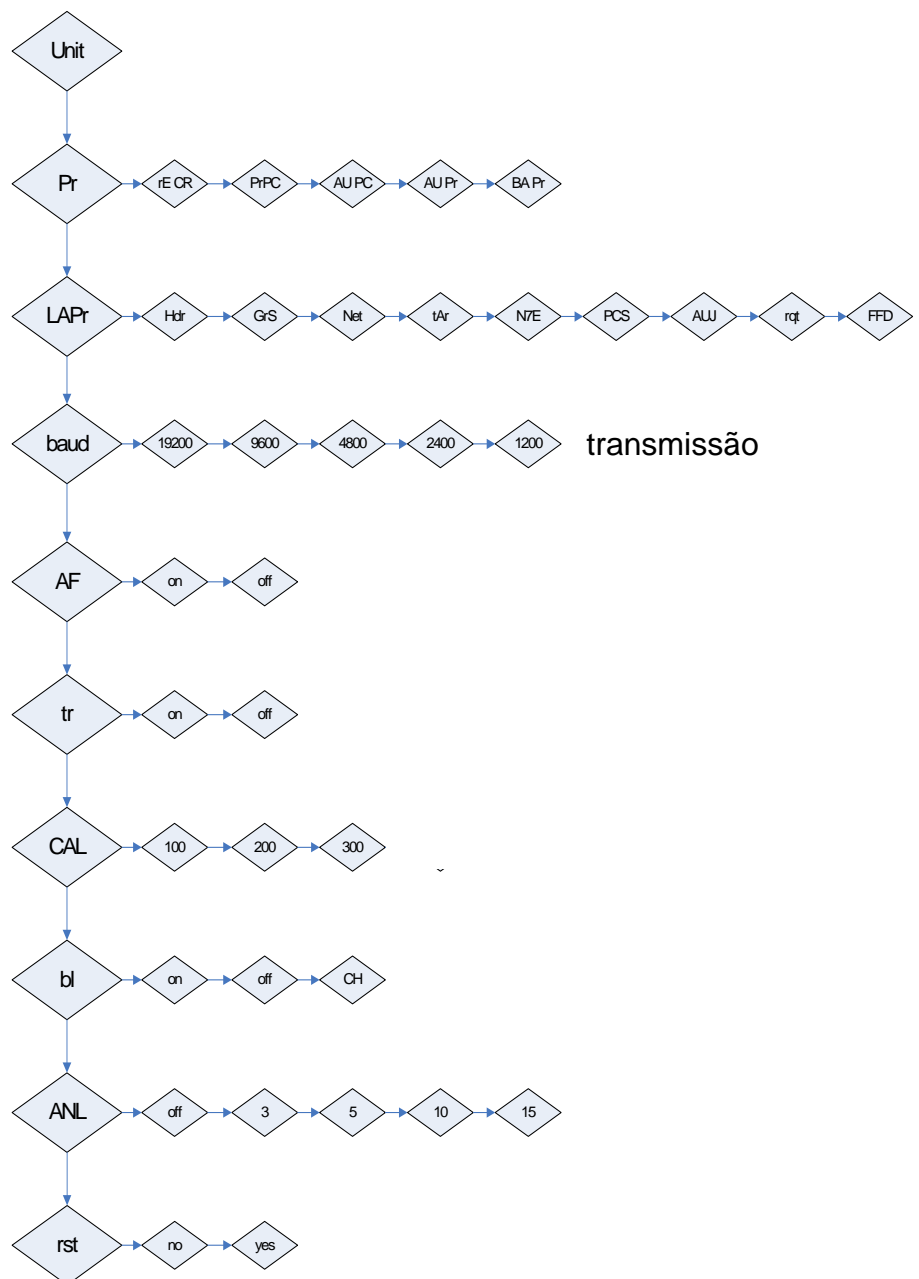 Unit
Pr rE CR PrPC AU PC AU Pr BA Pr
LAPr Hdr GrS Net tAr N7E PCS AUJ rqt FFD
baud 19200 9600 4800 2400 1200 transmissão
AF on off
tr on off
CAL 100 200 300
bl on off CH
ANL off 3 5 10 15
rst no yes